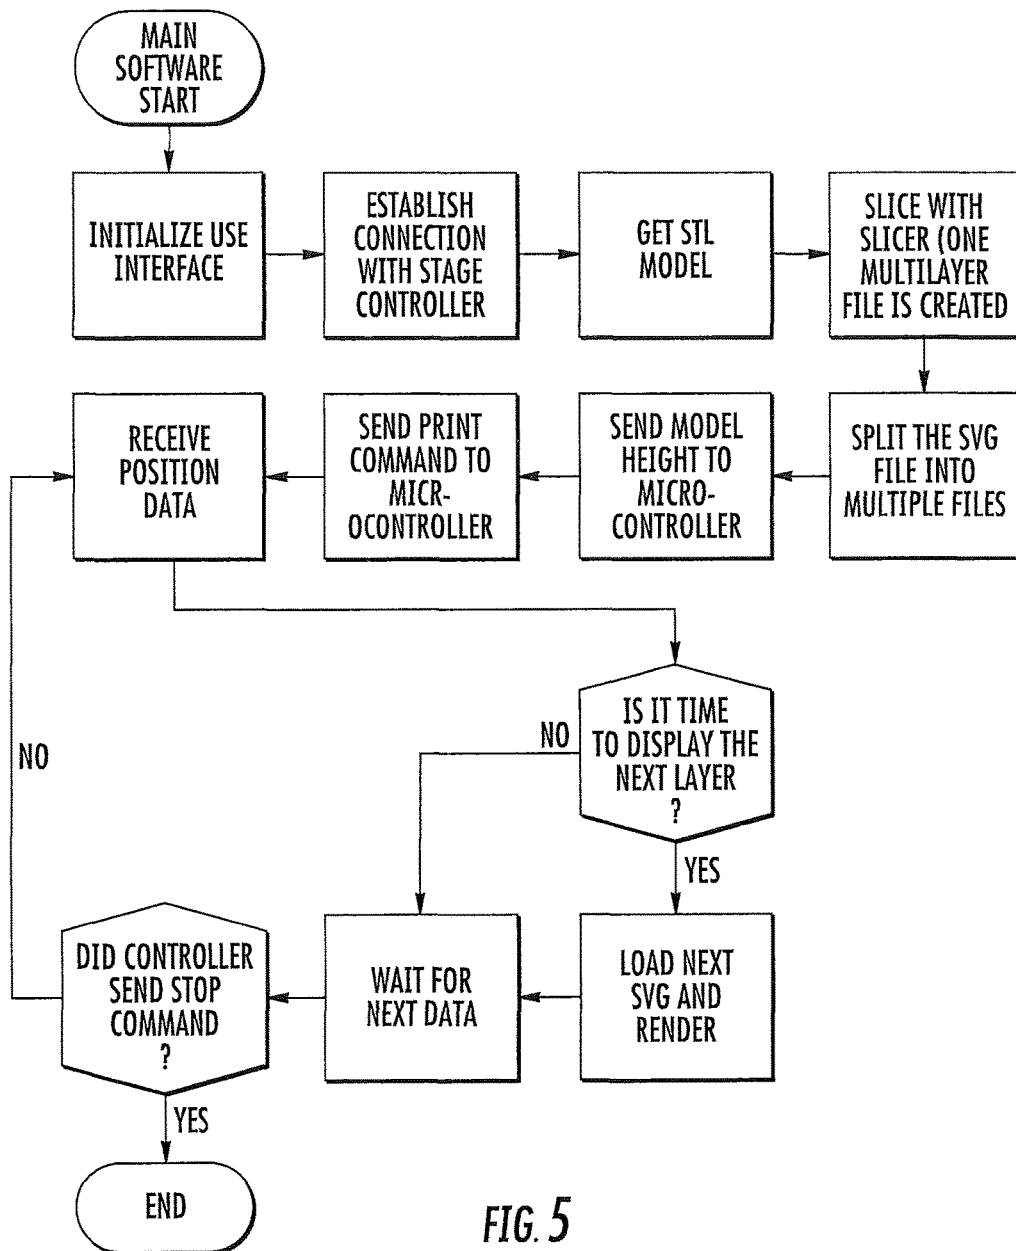 MAIN
SOFTWARE
START
INITIALIZE USE
INTERFACE
ESTABLISH
CONNECTION
WITH STAGE
CONTROLLER
GET STL
MODEL
SLICE WITH
SLICER (ONE
MULTILAYER
FILE IS CREATED
SPLIT THE SVG
FILE INTO
MULTIPLE FILES
SEND MODEL
HEIGHT TO
MICRO-
CONTROLLER
SEND PRINT
COMMAND TO
MICR-
OCONTROLLER
RECEIVE
POSITION
DATA
IS IT TIME
TO DISPLAY THE
NEXT LAYER
?
NO
YES
LOAD NEXT
SVG AND
RENDER
WAIT FOR
NEXT DATA
DID CONTROLLER
SEND STOP
COMMAND
?
NO
YES
END
FIG. 5